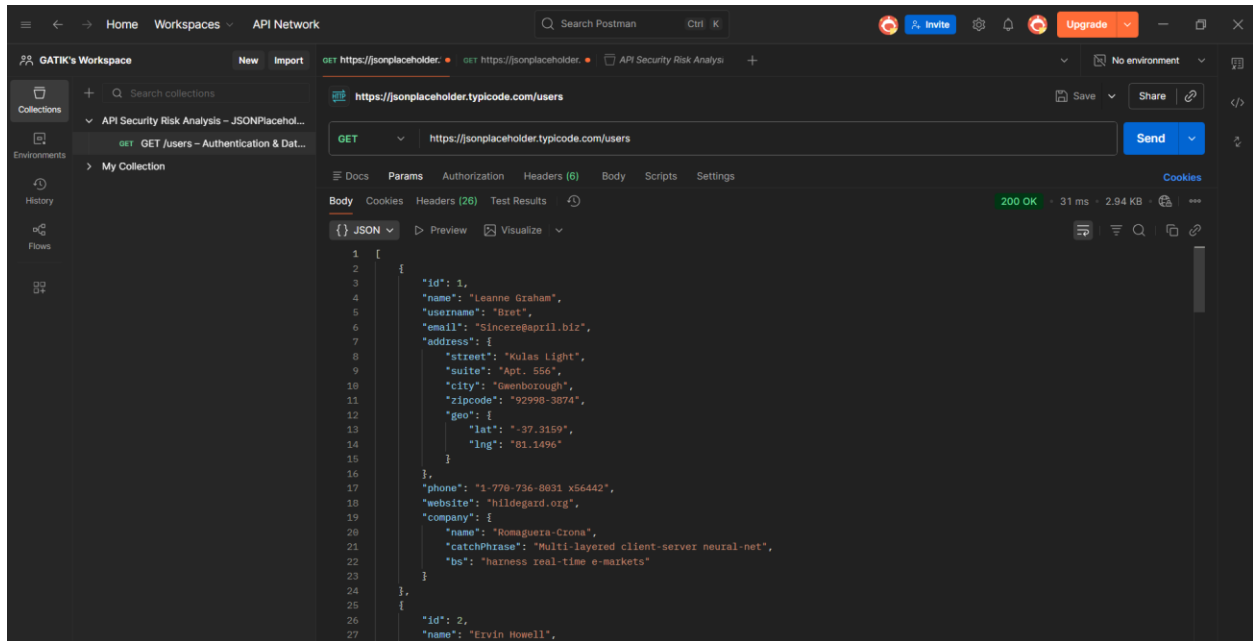 Home Workspaces API Network Search Postman Ctrl K Invite Upgrade
GATIK's Workspace New Import GET https://jsonplaceholder. GET https://jsonplaceholder. API Security Risk Analysi No environment
Collections
Environments
History
Flows
Search collections
API Security Risk Analysis – JSONPlacehol...
GET GET /users – Authentication & Dat...
My Collection
HTTP https://jsonplaceholder.typicode.com/users Save Share
GET https://jsonplaceholder.typicode.com/users Send
Docs Params Authorization Headers (6) Body Scripts Settings Cookies
Body Cookies Headers (26) Test Results 200 OK 31 ms 2.94 KB
{} JSON Preview Visualize
1 [
2 {
3 "id": 1,
4 "name": "Leanne Graham",
5 "username": "Bret",
6 "email": "Sincere@april.biz",
7 "address": {
8 "street": "Kulas Light",
9 "suite": "Apt. 556",
10 "city": "Gwenborough",
11 "zipcode": "92998-3874",
12 "geo": {
13 "lat": "-37.3159",
14 "lng": "81.1496"
15 }
16 },
17 "phone": "1-770-736-8031 x56442",
18 "website": "hildegard.org",
19 "company": {
20 "name": "Romaguera-Crona",
21 "catchPhrase": "Multi-layered client-server neural-net",
22 "bs": "harness real-time e-markets"
23 }
24 },
25 {
26 "id": 2,
27 "name": "Ervin Howell",